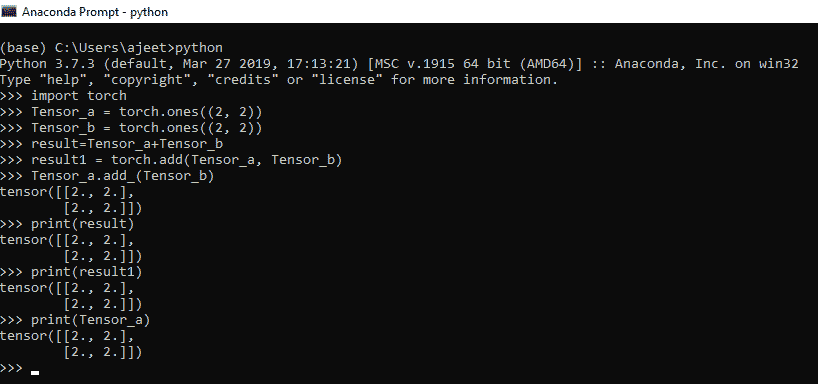 Anaconda Prompt - python
(base) C:\Users\ajeet>python
Python 3.7.3 (default, Mar 27 2019, 17:13:21) [MSC v.1915 64 bit (AMD64)] :: Anaconda, Inc. on win32
Type "help", "copyright", "credits" or "license" for more information.
>>> import torch
>>> Tensor_a = torch.ones((2, 2))
>>> Tensor_b = torch.ones((2, 2))
>>> result=Tensor_a+Tensor_b
>>> result1 = torch.add(Tensor_a, Tensor_b)
>>> Tensor_a.add_(Tensor_b)
tensor([[2., 2.],
        [2., 2.]])
>>> print(result)
tensor([[2., 2.],
        [2., 2.]])
>>> print(result1)
tensor([[2., 2.],
        [2., 2.]])
>>> print(Tensor_a)
tensor([[2., 2.],
        [2., 2.]])
>>> _